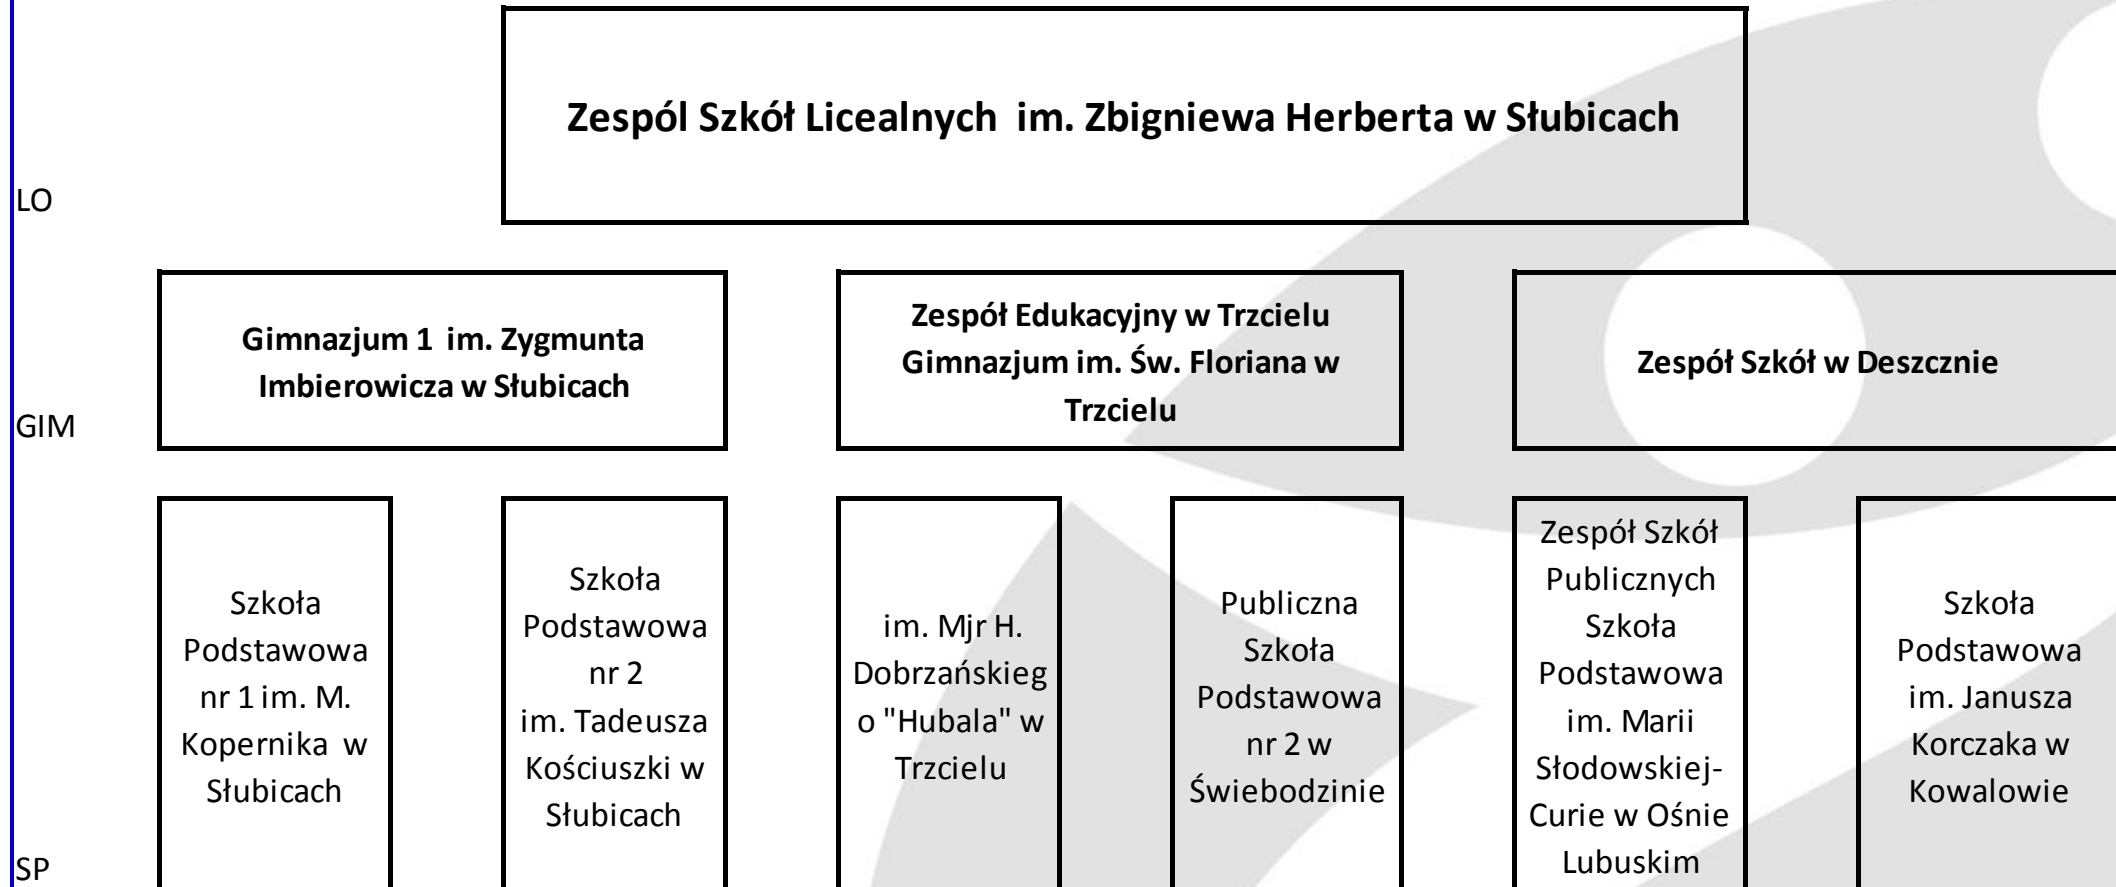 Zespól Szkół Licealnych im. Zbigniewa Herberta w Słubicach
LO
Gimnazjum 1 im. Zygmunta
Imbierowicza w Słubicach
Zespół Edukacyjny w Trzcielu
Gimnazjum im. Św. Floriana w
Trzcielu
Zespół Szkół w Deszcznie
GIM
Szkoła
Podstawowa
nr 1 im. M.
Kopernika w
Słubicach
Szkoła
Podstawowa
nr 2
im. Tadeusza
Kościuszki w
Słubicach
im. Mjr H.
Dobrzańskieg
o "Hubala" w
Trzcielu
Publiczna
Szkoła
Podstawowa
nr 2 w
Świebodzinie
Zespół Szkół
Publicznych
Szkoła
Podstawowa
im. Marii
Słodowskiej-
Curie w Ośnie
Lubuskim
Szkoła
Podstawowa
im. Janusza
Korczaka w
Kowalowie
SP